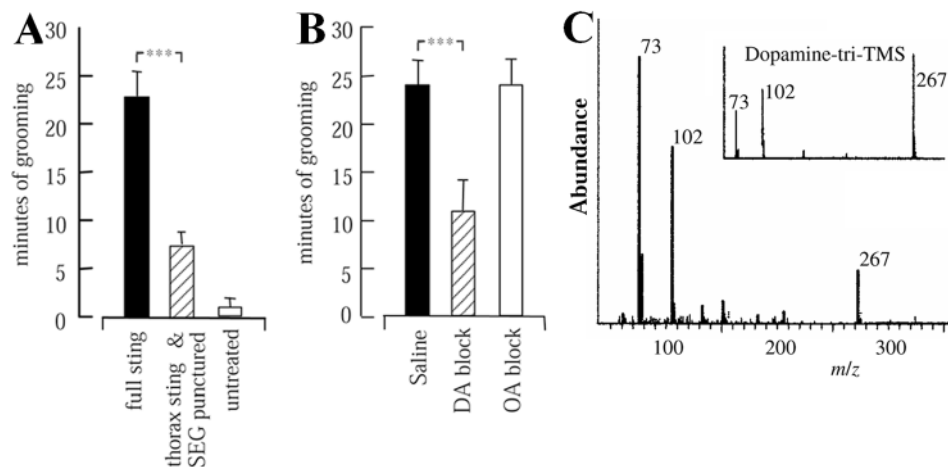 A
30
25
20
15
10
5
0
minutes of grooming
***
full sting
thorax sting &
SEG punctured
untreated
B
30
25
20
15
10
5
0
minutes of grooming
***
Saline
DA block
OA block
C
Abundance
73
102
267
Dopamine-tri-TMS
73
102
267
100
200
300
m/z